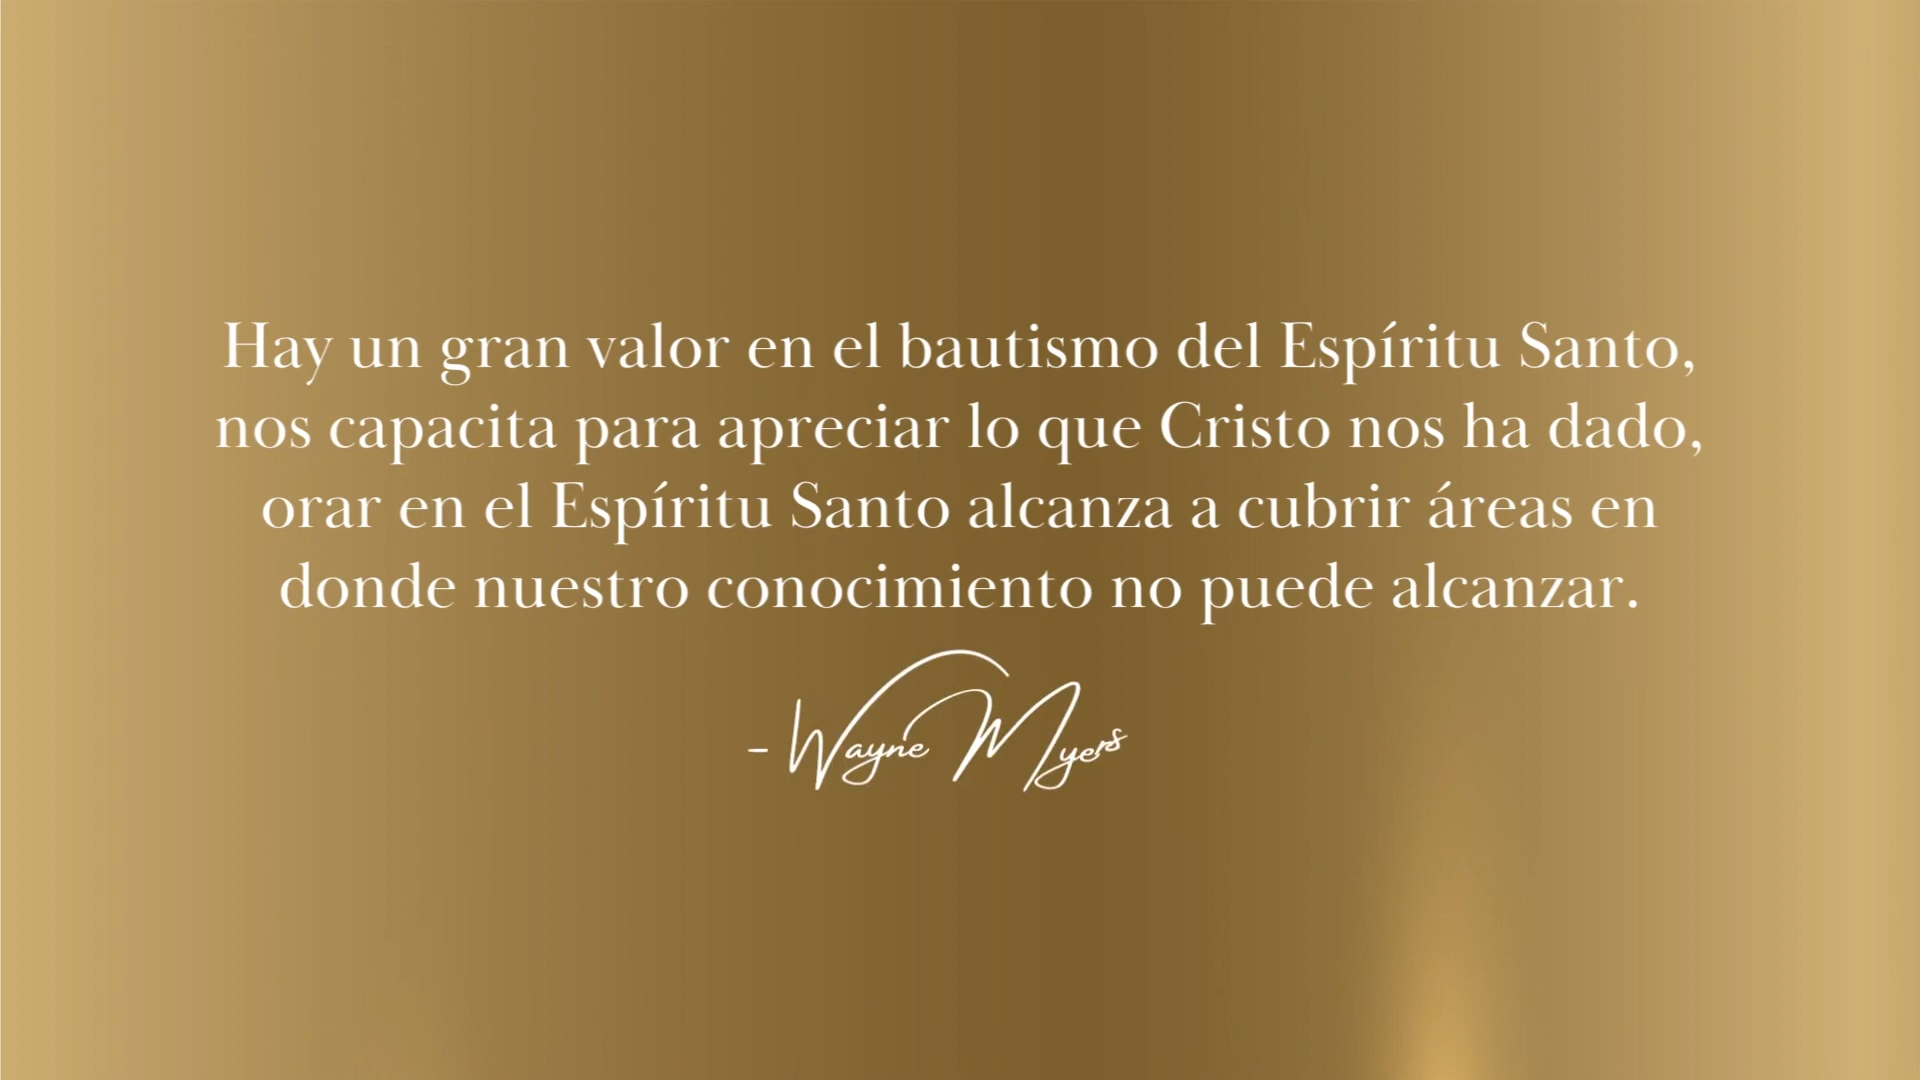 Hay un gran valor en el bautismo del Espíritu Santo,
nos capacita para apreciar lo que Cristo nos ha dado,
orar en el Espíritu Santo alcanza a cubrir áreas en
donde nuestro conocimiento no puede alcanzar.
- Wayne Myers